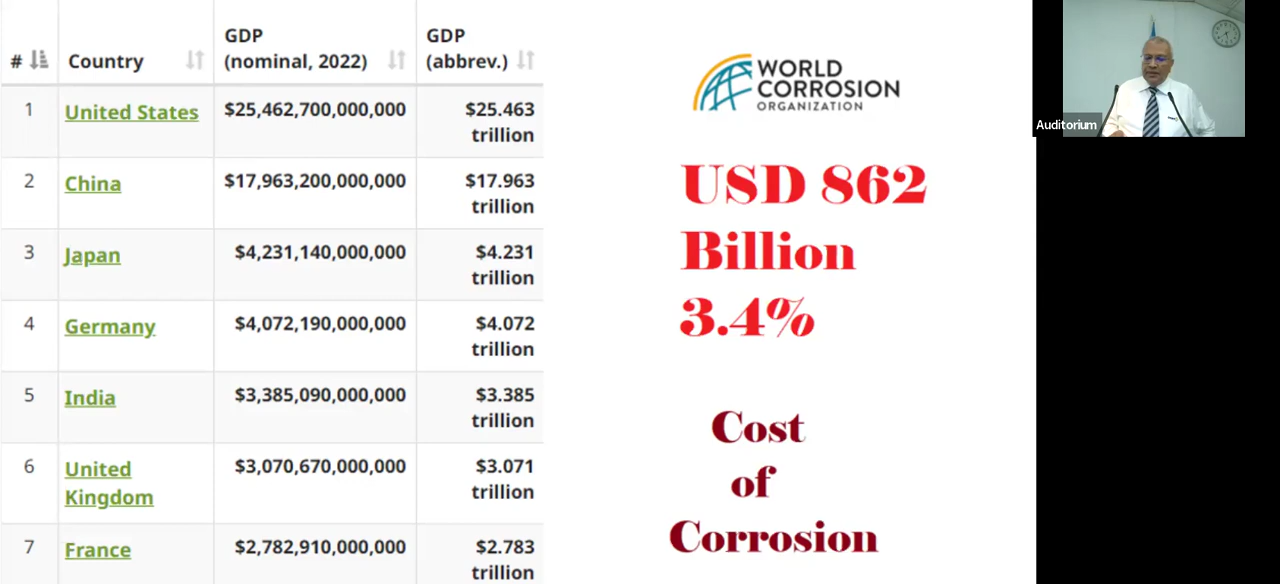 # Country GDP (nominal, 2022) GDP (abbrev.)
1 United States $25,462,700,000,000 $25.463 trillion
2 China $17,963,200,000,000 $17.963 trillion
3 Japan $4,231,140,000,000 $4.231 trillion
4 Germany $4,072,190,000,000 $4.072 trillion
5 India $3,385,090,000,000 $3.385 trillion
6 United Kingdom $3,070,670,000,000 $3.071 trillion
7 France $2,782,910,000,000 $2.783 trillion
WORLD
CORROSION
ORGANIZATION
USD 862
Billion
3.4%
Cost
of
Corrosion
Auditorium